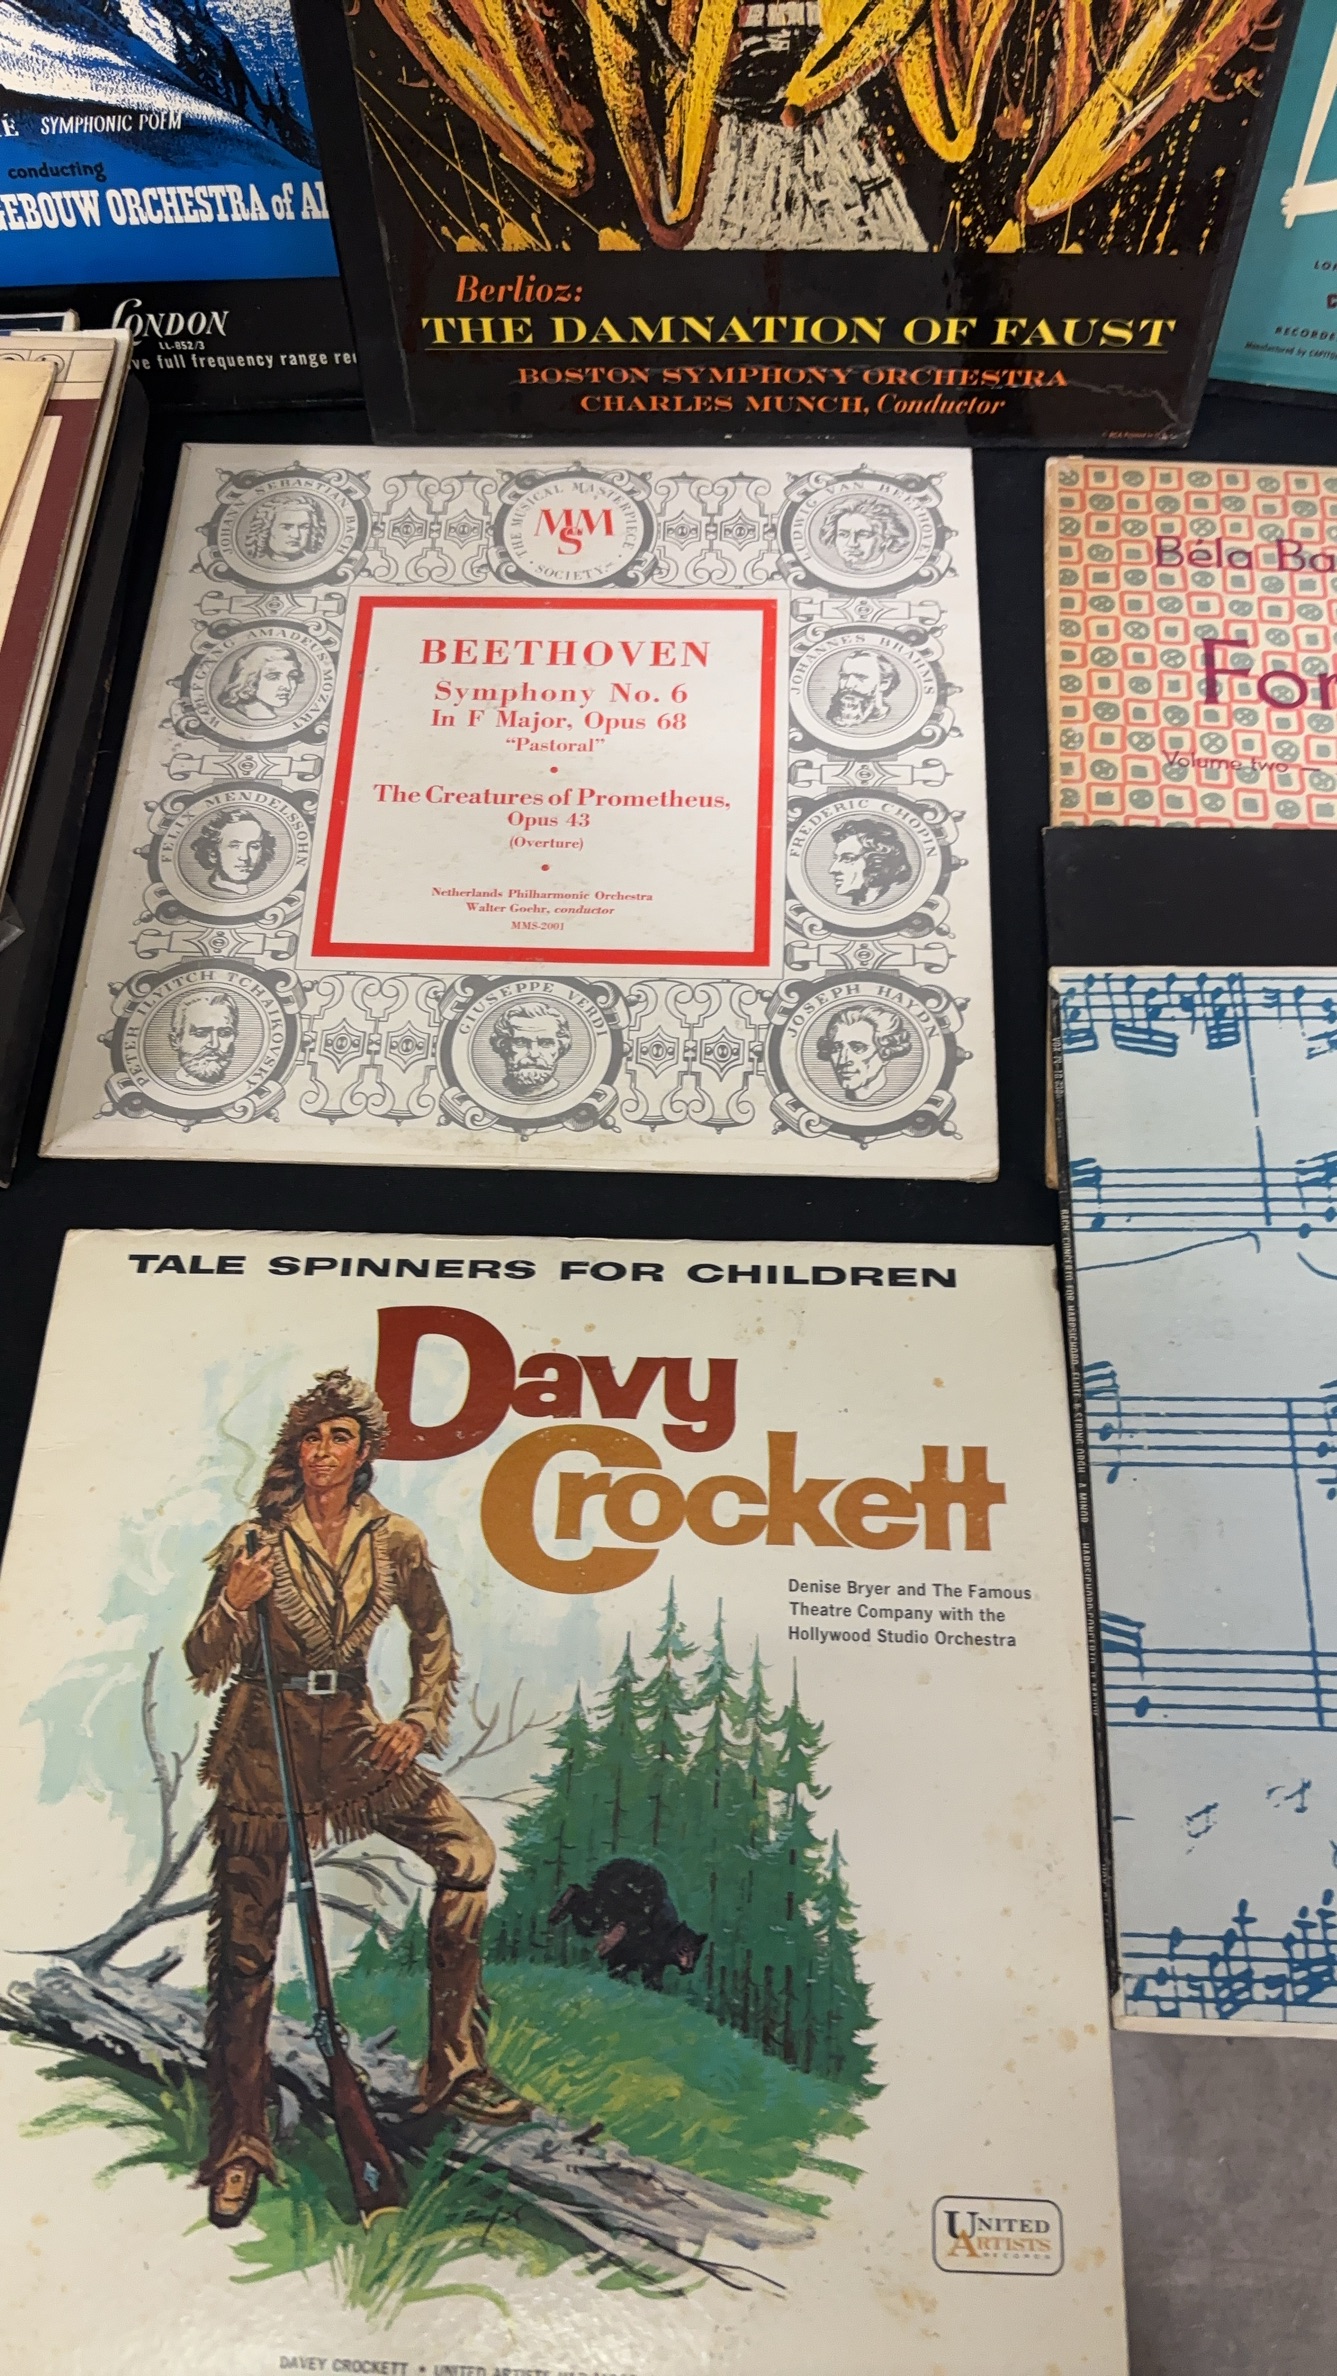 SYMPHONIC POEM
conducting
GEBOUW ORCHESTRA of
LONDON
LL-852/3
full frequency range
Berlioz:
THE DAMNATION OF FAUST
BOSTON SYMPHONY ORCHESTRA
CHARLES MUNCH, Conductor
RECORDE
Manufactured by
JOHANN SEBASTIAN BACH
THE MUSICAL MASTERPIECE SOCIETY
MMS
LUDWIG VAN BEETHOVEN
WOLFGANG AMADEUS MOZART
JOHANNES BRAHMS
FELIX MENDELSSOHN
FREDERIC CHOPIN
PETER ILYITCH TCHAIKOVSKY
GIUSEPPE VERDI
JOSEPH HAYDN
BEETHOVEN
Symphony No. 6
In F Major, Opus 68
“Pastoral”
•
The Creatures of Prometheus,
Opus 43
(Overture)
•
Netherlands Philharmonic Orchestra
Walter Goehr, conductor
MMS-2001
Béla Ba
For
Volume two —
TALE SPINNERS FOR CHILDREN
Davy
Crockett
Denise Bryer and The Famous
Theatre Company with the
Hollywood Studio Orchestra
UNITED
ARTISTS
RECORDS
DAVEY CROCKETT • UNITED ARTISTS